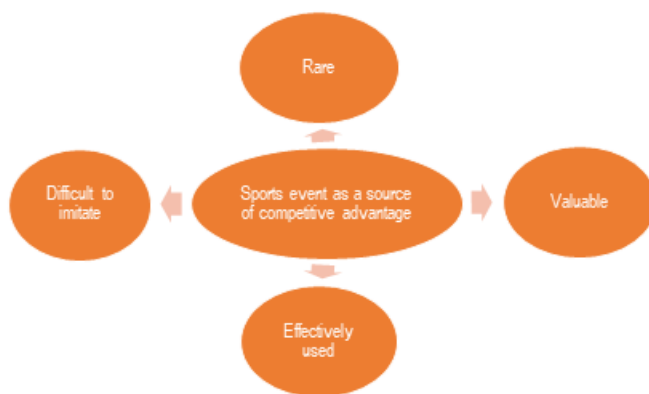 Rare
Difficult to
imitate
Sports event as a source
of competitive advantage
Valuable
Effectively
used